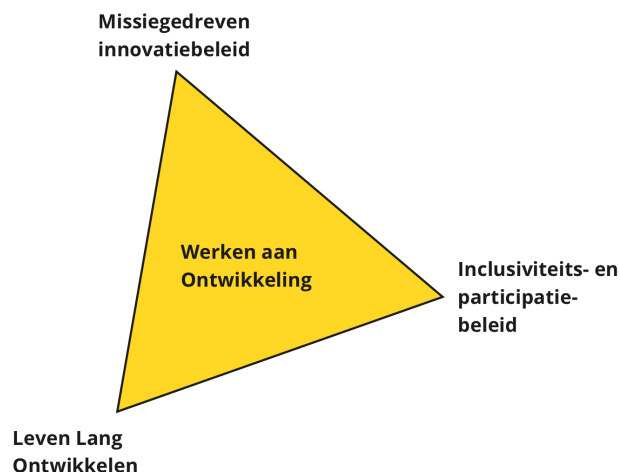 Missiegedreven
innovatiebeleid
Werken aan
Ontwikkeling
Inclusiviteits- en
participatie-
beleid
Leven Lang
Ontwikkelen